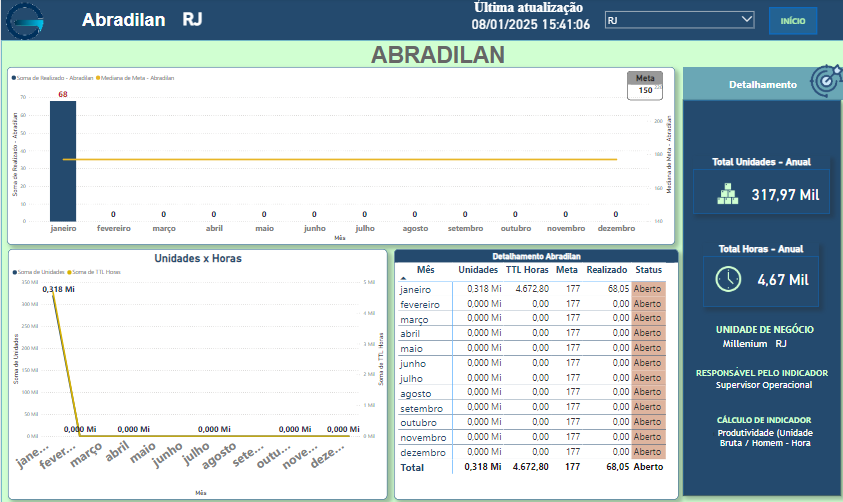 Abradilan RJ
Última atualização
08/01/2025 15:41:06
RJ
INÍCIO
ABRADILAN
Soma de Realizado - Abradilan Mediana de Meta - Abradilan
Meta
150
Soma de Realizado - Abradilan
70
60
50
40
30
20
10
0
68
0 0 0 0 0 0 0 0 0 0 0
janeiro fevereiro março abril maio junho julho agosto setembro outubro novembro dezembro
Mês
220
200
180
160
140
Mediana de Meta - Abradilan
Detalhamento
Total Unidades - Anual
317,97 Mil
Total Horas - Anual
4,67 Mil
UNIDADE DE NEGÓCIO
Millenium RJ
RESPONSÁVEL PELO INDICADOR
Supervisor Operacional
CÁLCULO DE INDICADOR
Produtividade (Unidade
Bruta / Homem - Hora
Unidades x Horas
Soma de Unidades Soma de TTL Horas
Soma de Unidades
350 Mil
300 Mil
250 Mil
200 Mil
150 Mil
100 Mil
50 Mil
0 Mil
0,318 Mi
0,000 Mi 0,000 Mi 0,000 Mi 0,000 Mi 0,000 Mi
5 Mil
4 Mil
3 Mil
2 Mil
1 Mil
0 Mil
Soma de TTL Horas
jane... fever... março abril maio junho julho agosto sete... outu... nove... deze...
Mês
Detalhamento Abradilan
Mês Unidades TTL Horas Meta Realizado Status
janeiro 0,318 Mi 4.672,80 177 68,05 Aberto
fevereiro 0,000 Mi 0,00 177 0,00 Aberto
março 0,000 Mi 0,00 177 0,00 Aberto
abril 0,000 Mi 0,00 177 0,00 Aberto
maio 0,000 Mi 0,00 177 0,00 Aberto
junho 0,000 Mi 0,00 177 0,00 Aberto
julho 0,000 Mi 0,00 177 0,00 Aberto
agosto 0,000 Mi 0,00 177 0,00 Aberto
setembro 0,000 Mi 0,00 177 0,00 Aberto
outubro 0,000 Mi 0,00 177 0,00 Aberto
novembro 0,000 Mi 0,00 177 0,00 Aberto
dezembro 0,000 Mi 0,00 177 0,00 Aberto
Total 0,318 Mi 4.672,80 177 68,05 Aberto